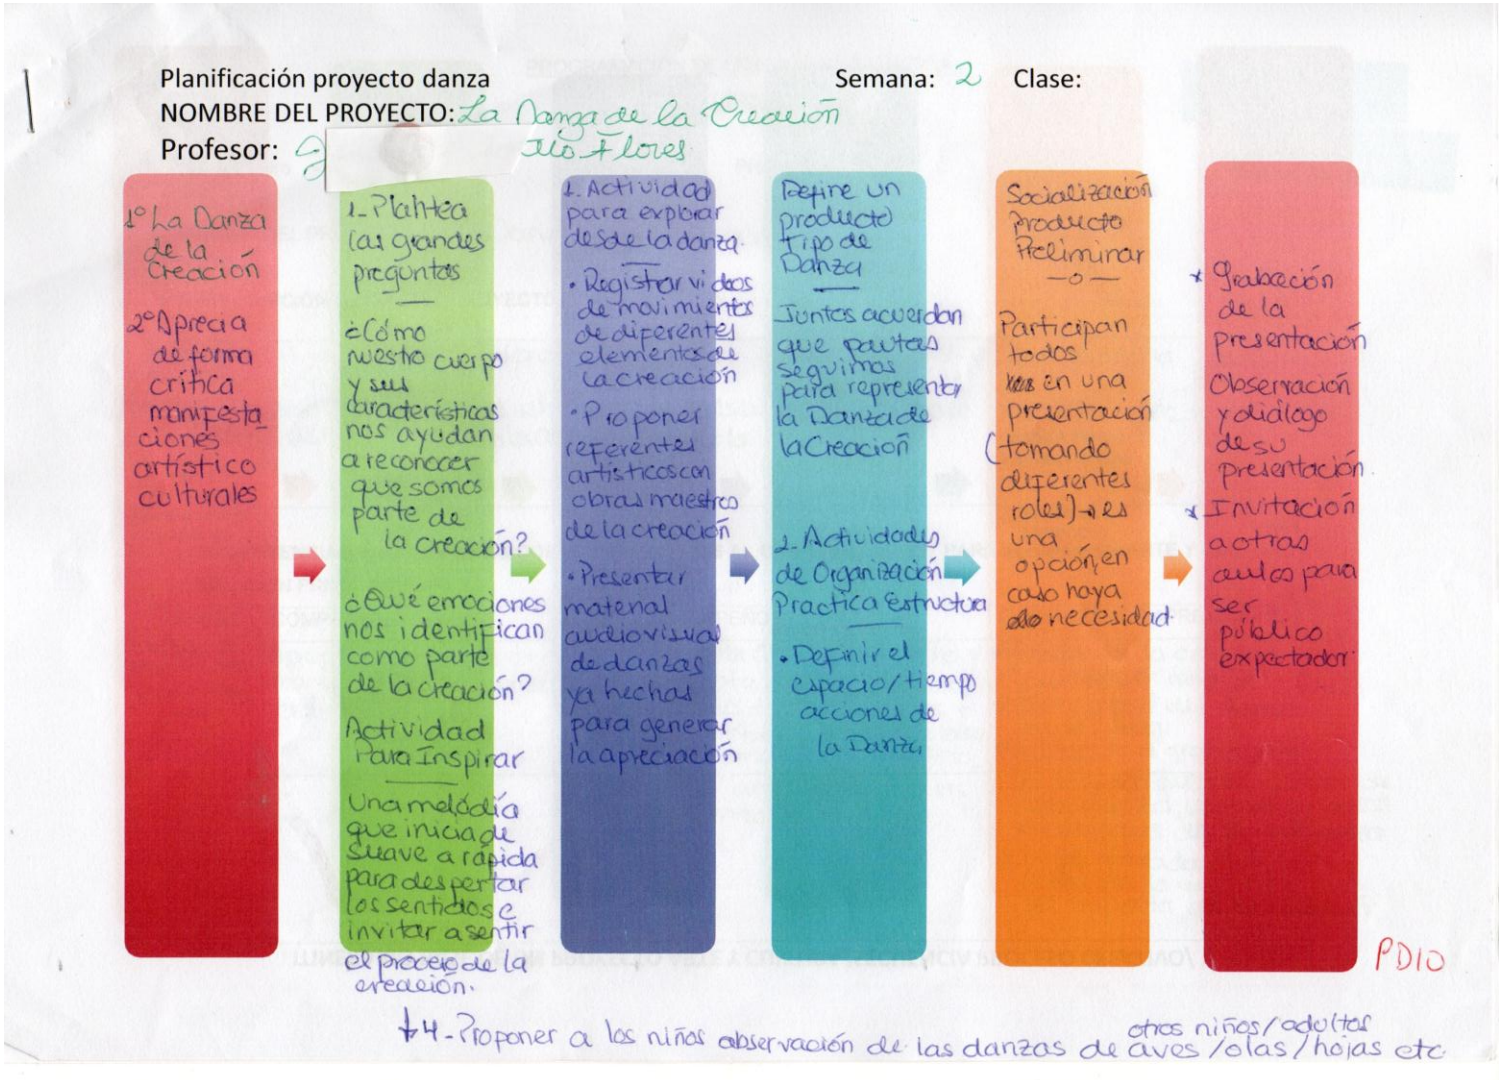 Planificación proyecto danza
Semana: 2 Clase:
NOMBRE DEL PROYECTO: La Danza de la Creación
Profesor:
Flores
1º La Danza
de la
Creación
2º Aprecia
de forma
crítica
manifesta
ciones
artístico
culturales
1- Plantea
las grandes
preguntas
¿Cómo
nuestro cuerpo
y sus
características
nos ayudan
a reconocer
que somos
parte de
la creación?
¿Qué emociones
nos identifican
como parte
de la creación?
Actividad
Para Inspirar
Una melodía
que inicia de
suave a rápida
para despertar
los sentidos e
invitar a sentir
el proceso de la
creación.
1. Actividad
para explorar
desde la danza.
• Registrar videos
de movimientos
de diferentes
elementos de
la creación
• Proponer
referentes
artísticos con
obras maestras
de la creación
• Presentar
material
audiovisual
de danzas
ya hechas
para generar
la apreciación
Define un
producto
tipo de
Danza
Juntos acuerdan
que pautas
seguimos
para representar
la Danza de
la Creación
2- Actividades
de Organización
Practica Estructura
• Definir el
espacio/tiempo
acciones de
la Danza
Socialización
Producto
Preliminar
-o-
Participan
todos
en una
presentación
(tomando
diferentes
roles) → es
una
opción, en
caso haya
necesidad.
* Grabación
de la
presentación
Observación
y diálogo
de su
presentación.
* Invitación
a otras
aulas para
ser
público
expectador.
PD10
otros niños/adultos
4- Proponer a los niños observación de las danzas de aves /olas/hojas etc